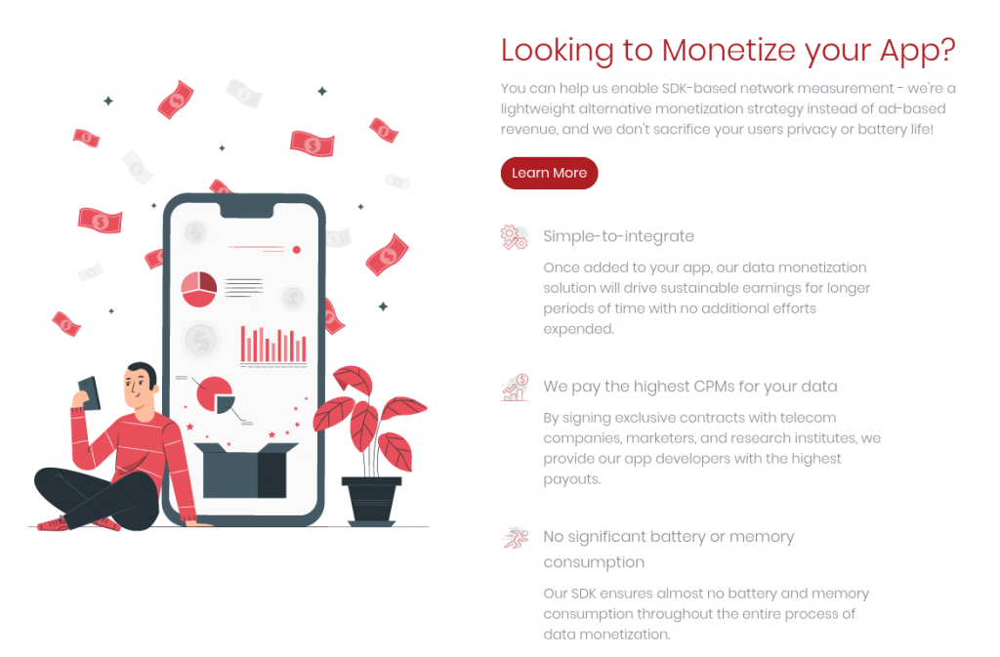 Looking to Monetize your App?
You can help us enable SDK-based network measurement - we're a
lightweight alternative monetization strategy instead of ad-based
revenue, and we don't sacrifice your users privacy or battery life!
Learn More
Simple-to-integrate
Once added to your app, our data monetization
solution will drive sustainable earnings for longer
periods of time with no additional efforts
expended.
We pay the highest CPMs for your data
By signing exclusive contracts with telecom
companies, marketers, and research institutes, we
provide our app developers with the highest
payouts.
No significant battery or memory
consumption
Our SDK ensures almost no battery and memory
consumption throughout the entire process of
data monetization.